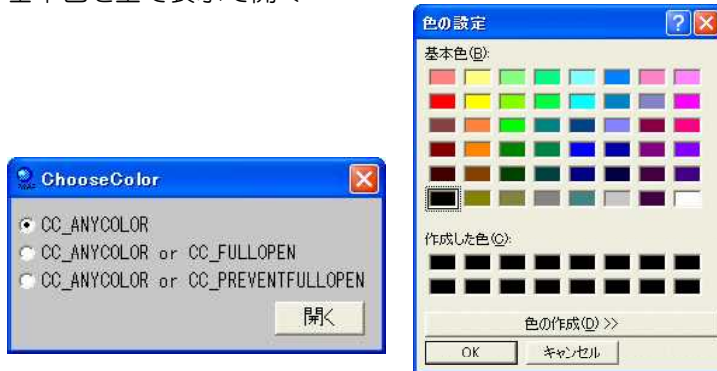 基本色を全て表示で開く
ChooseColor
CC_ANYCOLOR
CC_ANYCOLOR or CC_FULLOPEN
CC_ANYCOLOR or CC_PREVENTFULLOPEN
開く
色の設定
基本色(B):
作成した色(C):
色の作成(D) >>
OK
キャンセル